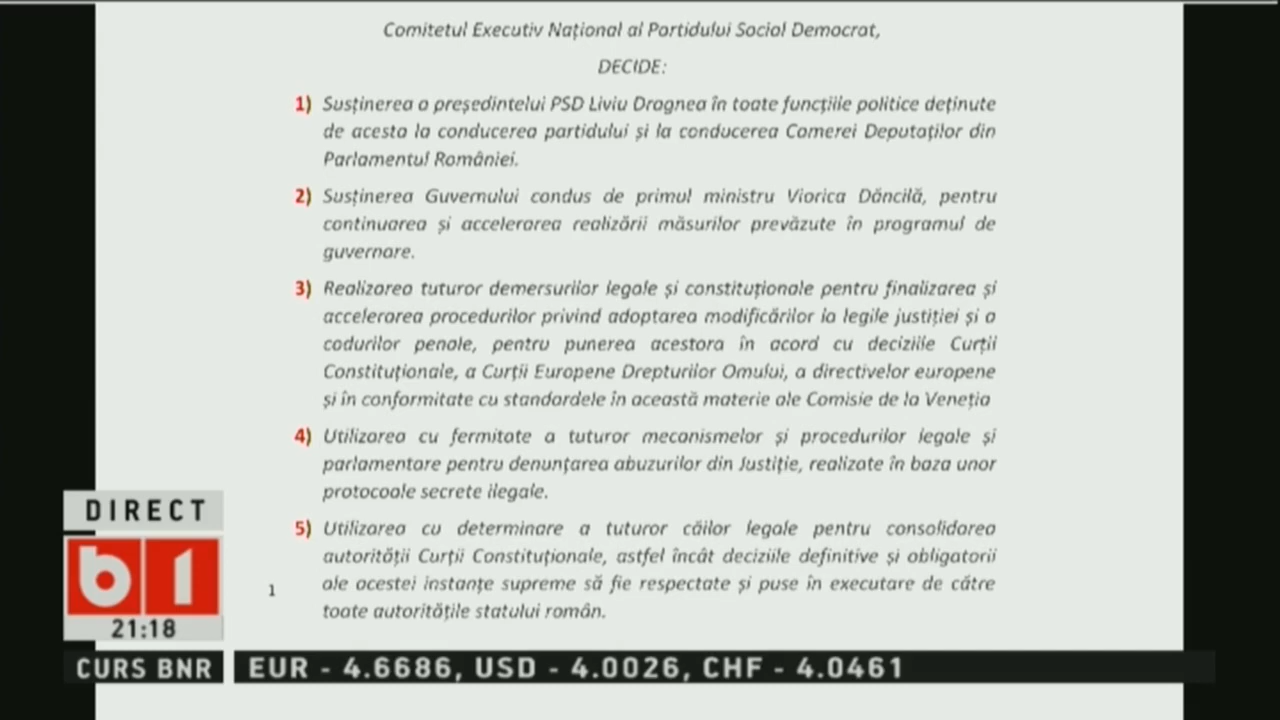 Comitetul Executiv Național al Partidului Social Democrat,
DECIDE:
1) Susținerea a președintelui PSD Liviu Dragnea în toate funcțiile politice deținute
de acesta la conducerea partidului și la conducerea Camerei Deputaților din
Parlamentul României.
2) Susținerea Guvernului condus de primul ministru Viorica Dăncilă, pentru
continuarea și accelerarea realizării măsurilor prevăzute în programul de
guvernare.
3) Realizarea tuturor demersurilor legale și constituționale pentru finalizarea și
accelerarea procedurilor privind adoptarea modificărilor la legile justiției și a
codurilor penale, pentru punerea acestora în acord cu deciziile Curții
Constituționale, a Curții Europene Drepturilor Omului, a directivelor europene
și în conformitate cu standardele în această materie ale Comisie de la Veneția
4) Utilizarea cu fermitate a tuturor mecanismelor și procedurilor legale și
parlamentare pentru denunțarea abuzurilor din Justiție, realizate în baza unor
protocoale secrete ilegale.
5) Utilizarea cu determinare a tuturor căilor legale pentru consolidarea
autorității Curții Constituționale, astfel încât deciziile definitive și obligatorii
ale acestei instanțe supreme să fie respectate și puse în executare de către
toate autoritățile statului român.
1
DIRECT
b1
21:18
CURS BNR
EUR - 4.6686, USD - 4.0026, CHF - 4.0461